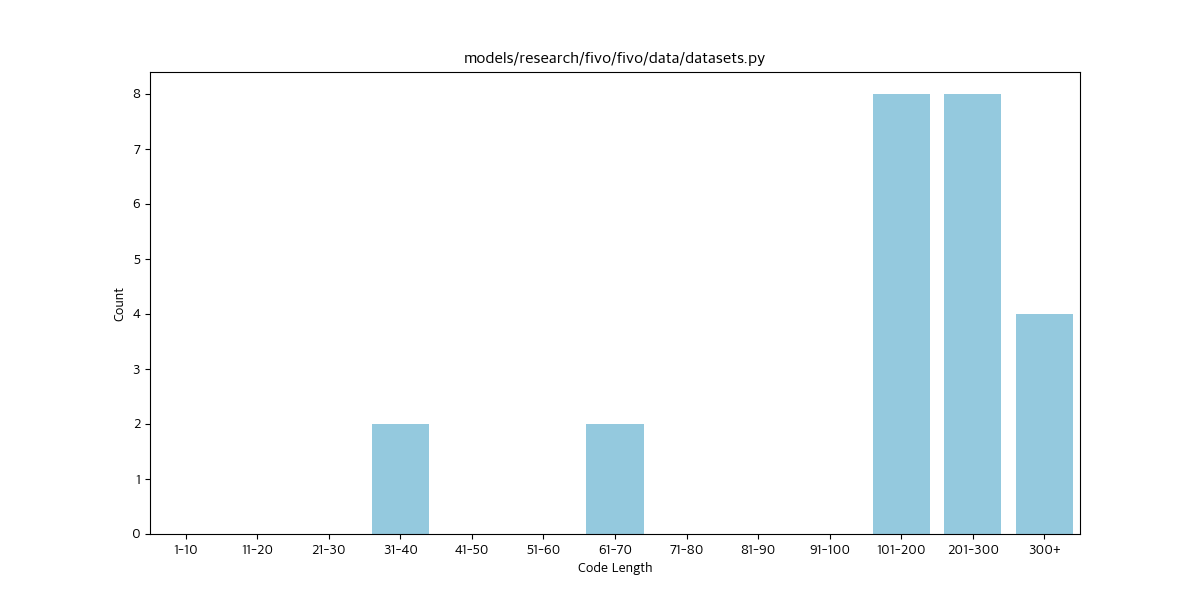 models/research/fivo/fivo/data/datasets.py
Count
8
7
6
5
4
3
2
1
0
1-10 11-20 21-30 31-40 41-50 51-60 61-70 71-80 81-90 91-100 101-200 201-300 300+
Code Length